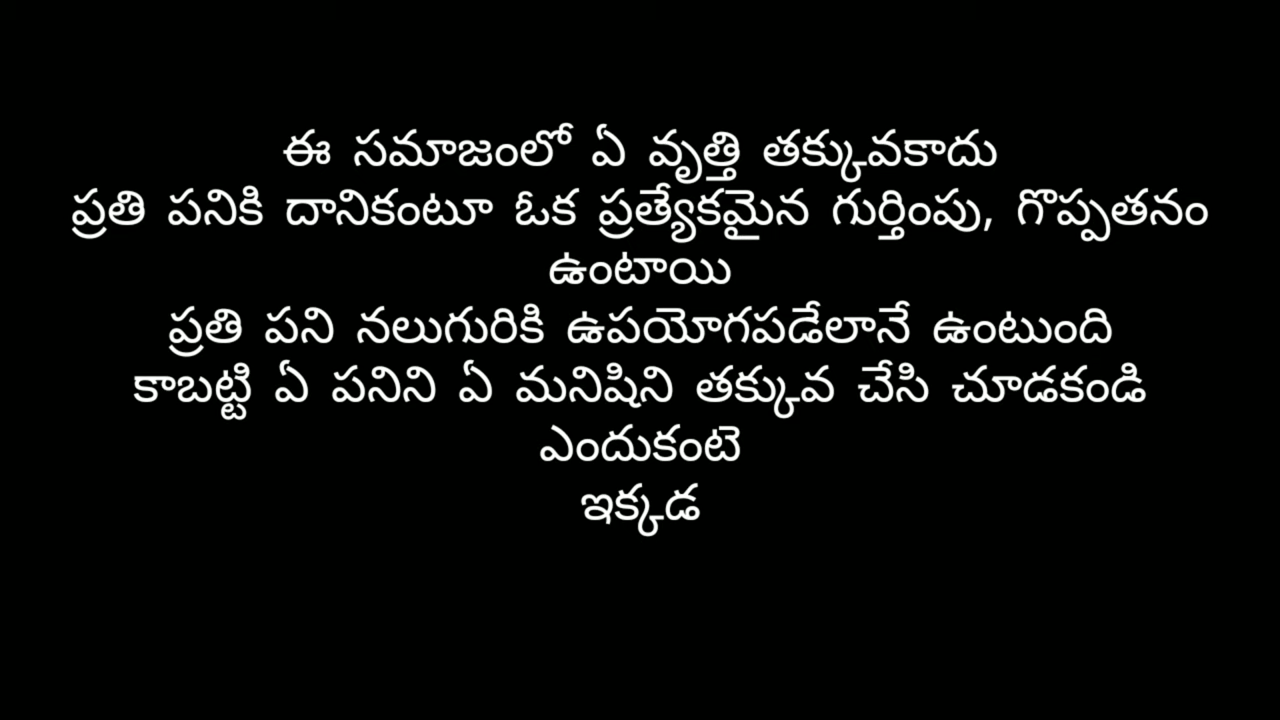 ఈ సమాజంలో ఏ వృత్తి తక్కువకాదు
ప్రతి పనికి దానికంటూ ఓక ప్రత్యేకమైన గుర్తింపు, గొప్పతనం
ఉంటాయి
ప్రతి పని నలుగురికి ఉపయోగపడేలానే ఉంటుంది
కాబట్టి ఏ పనిని ఏ మనిషిని తక్కువ చేసి చూడకండి
ఎందుకంటె
ఇక్కడ